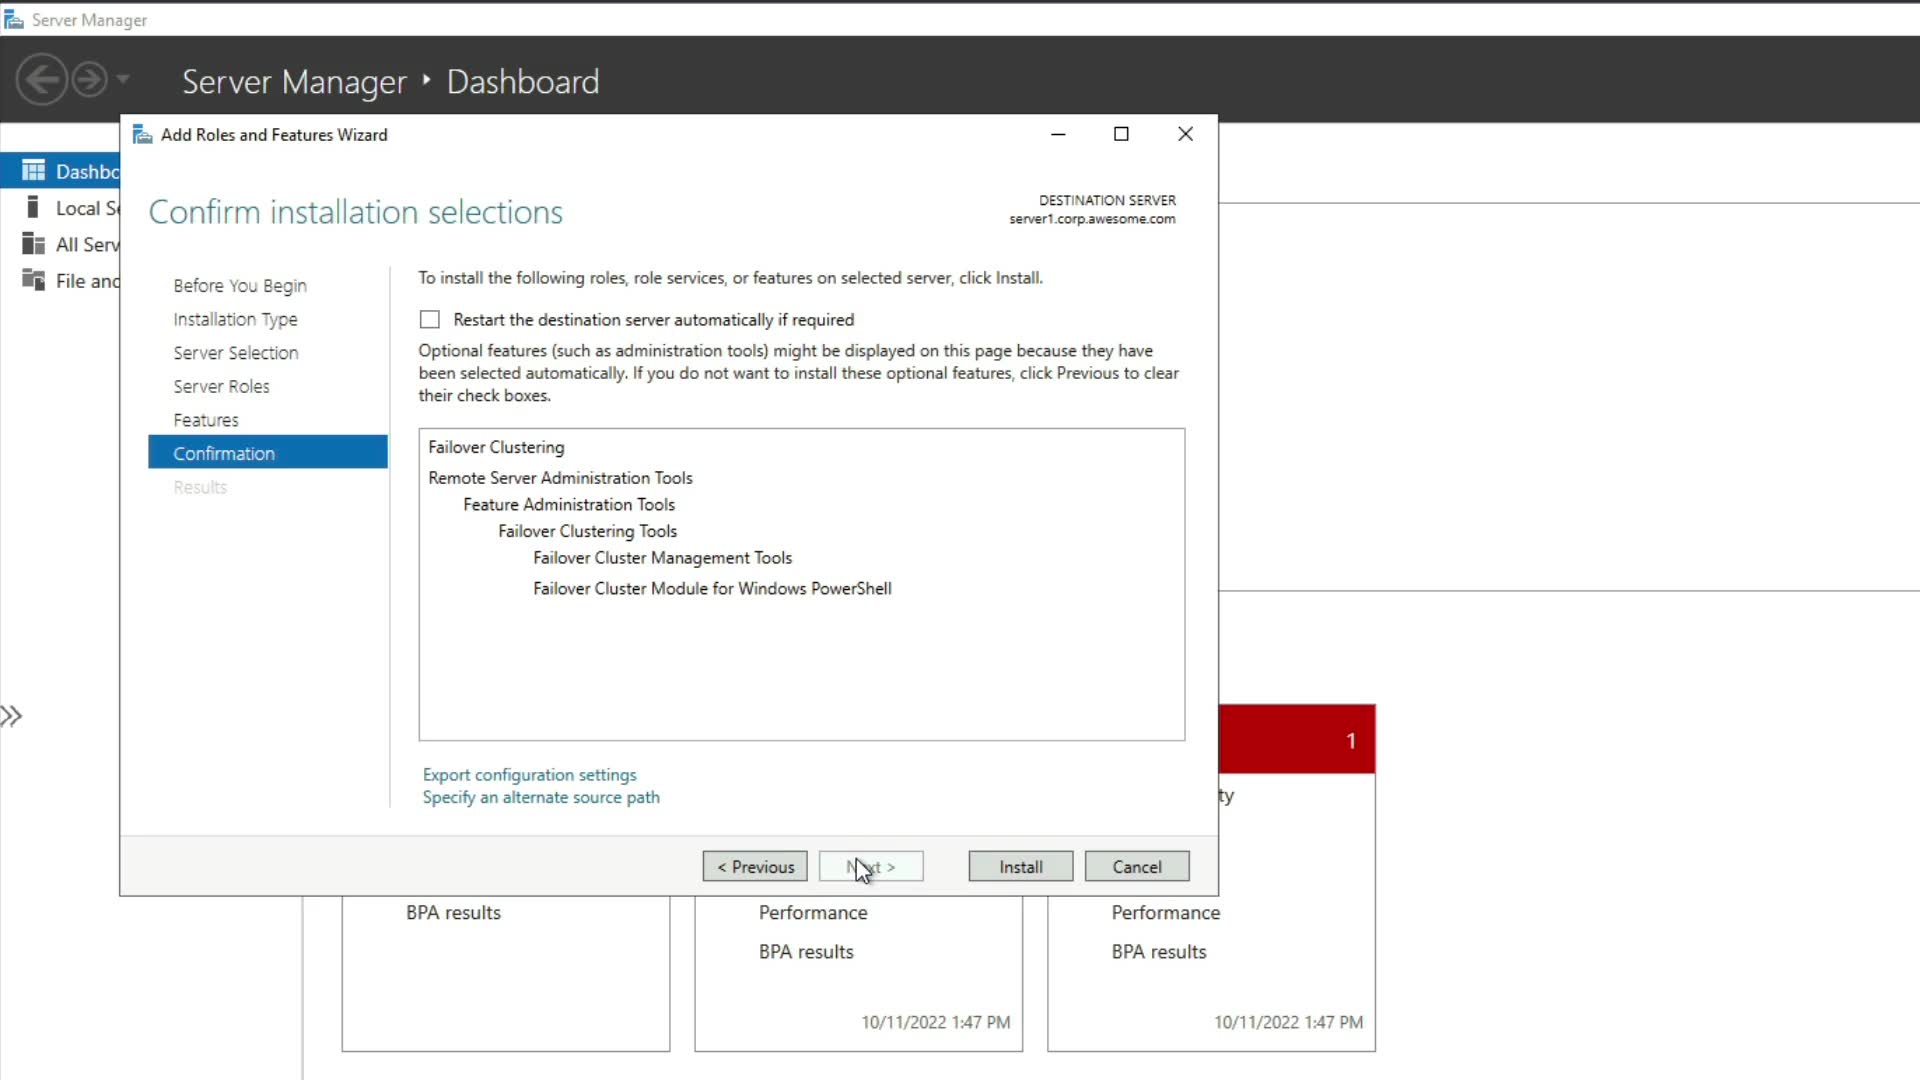 Server Manager
Server Manager ‣ Dashboard
Add Roles and Features Wizard
Dashbo
Local Se
All Serv
File and
Confirm installation selections
DESTINATION SERVER
server1.corp.awesome.com
Before You Begin
Installation Type
Server Selection
Server Roles
Features
Confirmation
Results
To install the following roles, role services, or features on selected server, click Install.
Restart the destination server automatically if required
Optional features (such as administration tools) might be displayed on this page because they have
been selected automatically. If you do not want to install these optional features, click Previous to clear
their check boxes.
Failover Clustering
Remote Server Administration Tools
Feature Administration Tools
Failover Clustering Tools
Failover Cluster Management Tools
Failover Cluster Module for Windows PowerShell
Export configuration settings
Specify an alternate source path
1
ty
< Previous
Next >
Install
Cancel
BPA results
Performance
BPA results
10/11/2022 1:47 PM
Performance
BPA results
10/11/2022 1:47 PM